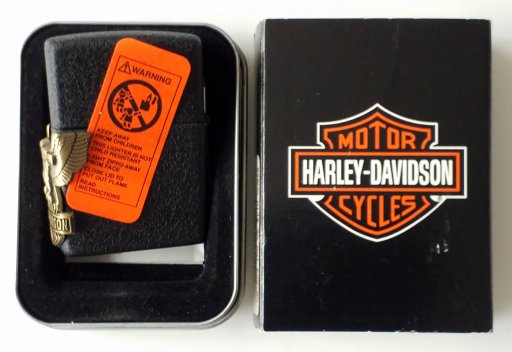 WARNING
KEEP AWAY
FROM CHILDREN
THIS LIGHTER IS NOT
CHILD RESISTANT
LIGHT ZIPPO AWAY
FROM FACE
CLOSE LID TO
PUT OUT FLAME
READ
INSTRUCTIONS
MOTOR
HARLEY-DAVIDSON
CYCLES